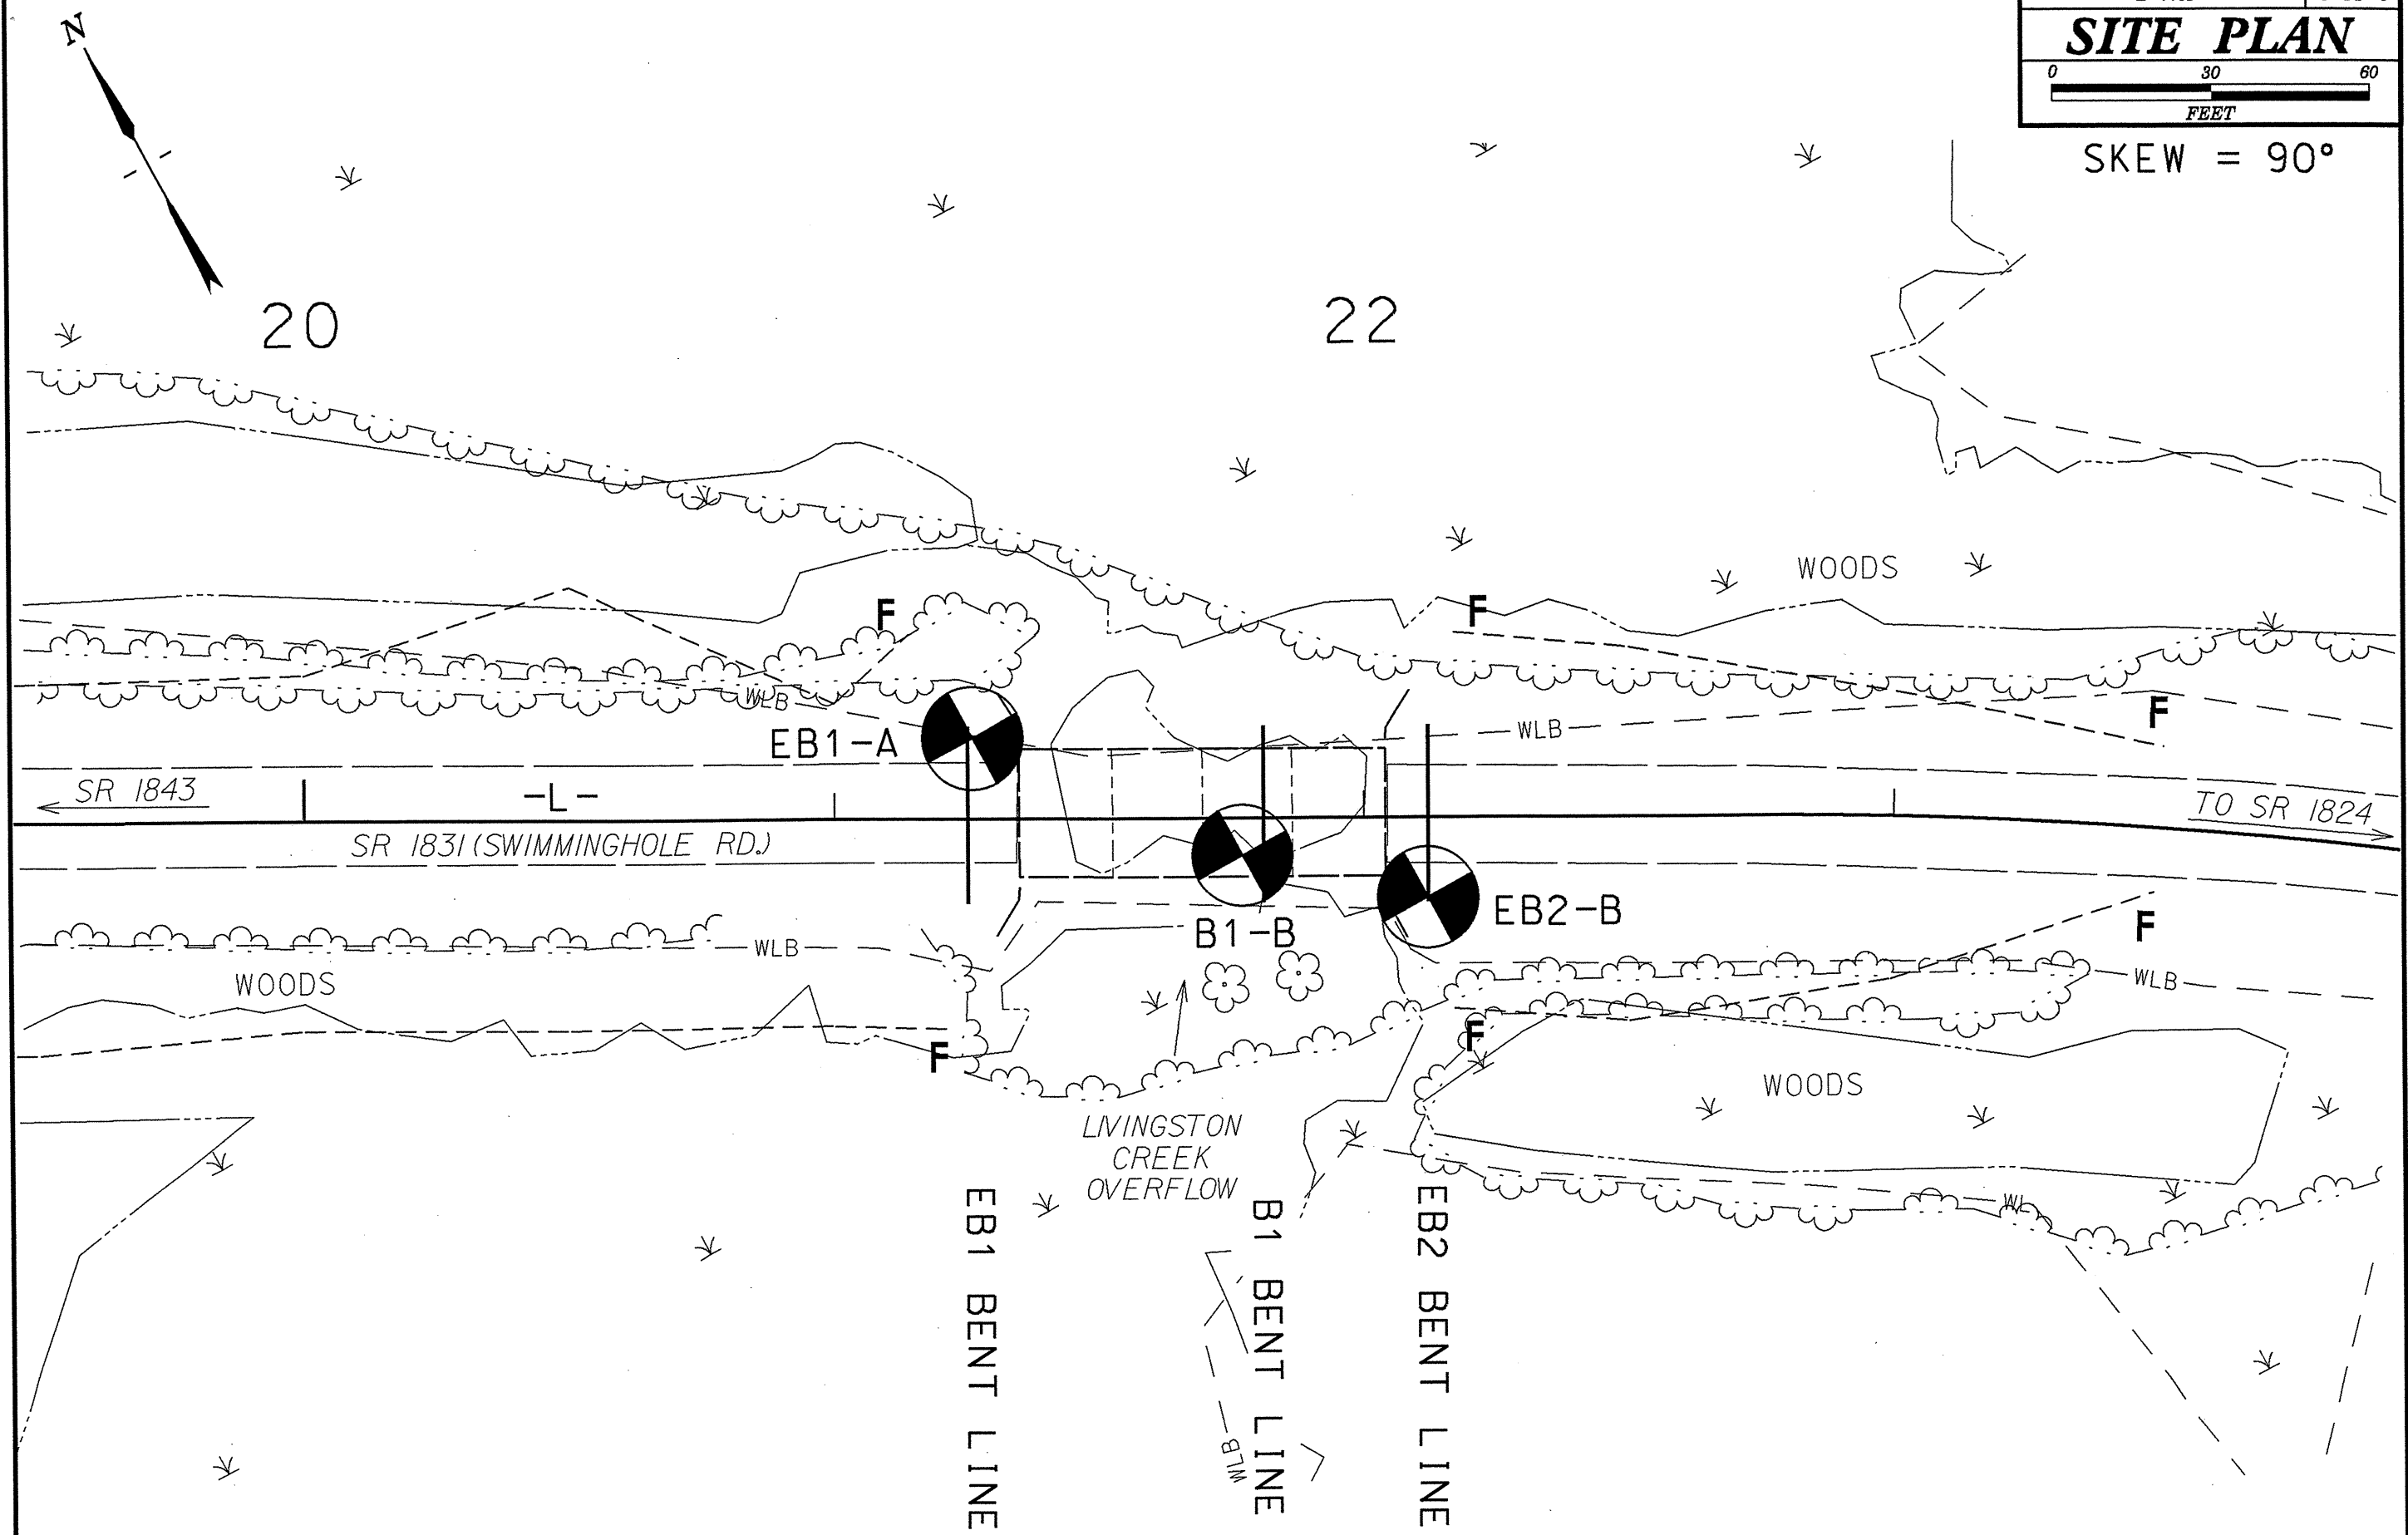 N
SITE PLAN
0 30 60
FEET
SKEW = 90°
20
22
WOODS
F
F
WLB
F
WLB
EB1-A
SR 1843
-L-
TO SR 1824
SR 1831 (SWIMMINGHOLE RD.)
EB2-B
B1-B
F
WLB
WLB
WOODS
F
F
WOODS
LIVINGSTON
CREEK
OVERFLOW
WL
EB1 BENT LINE
B1 BENT LINE
EB2 BENT LINE
WLB